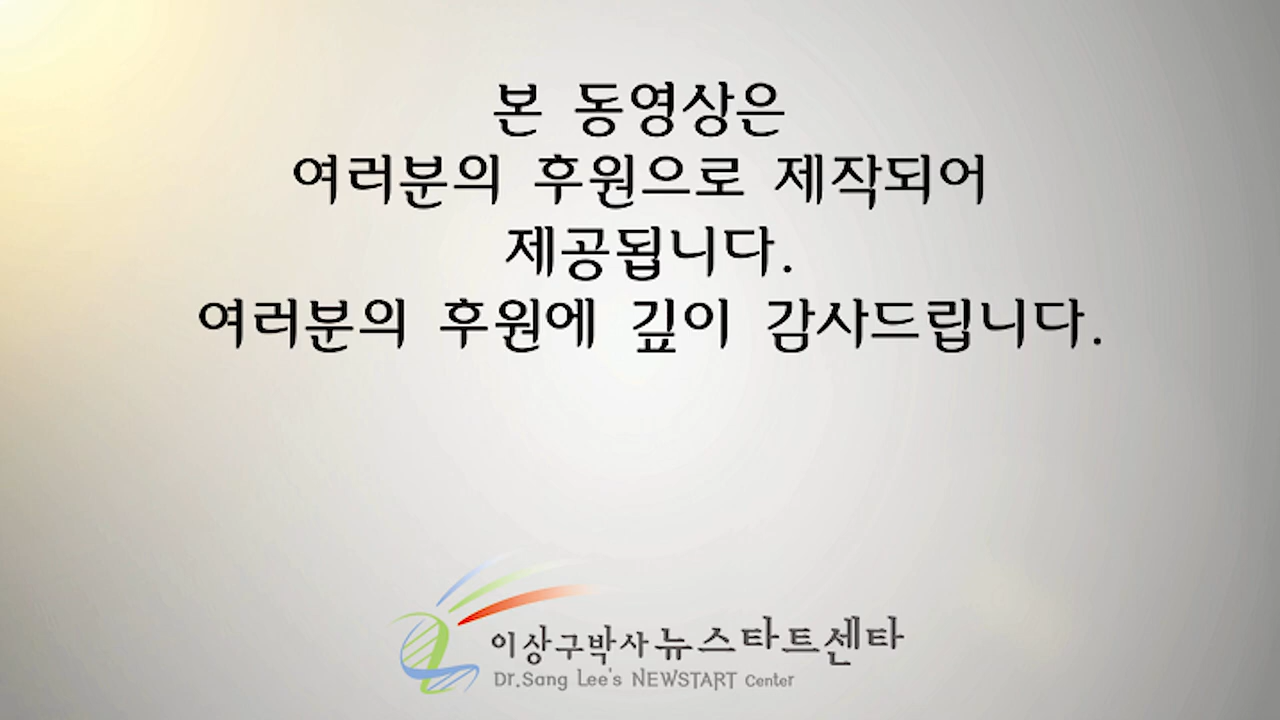 본 동영상은
여러분의 후원으로 제작되어
제공됩니다.
여러분의 후원에 깊이 감사드립니다.
이상구박사뉴스타트센타
Dr.Sang Lee's NEWSTART Center